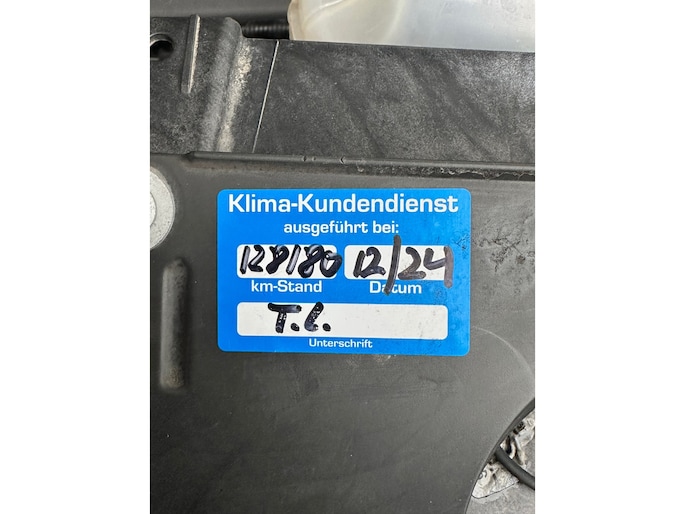 Klima-Kundendienst
ausgeführt bei:
128180 12/24
km-Stand Datum
T.l.
Unterschrift